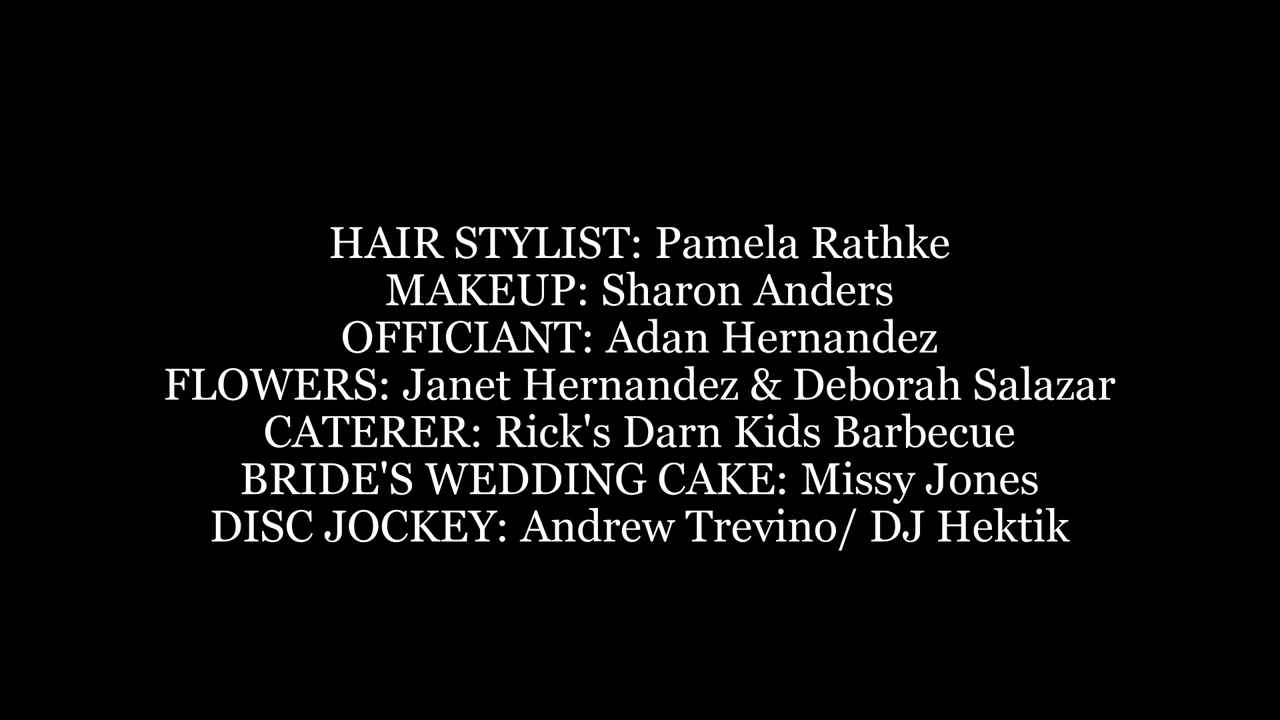 HAIR STYLIST: Pamela Rathke
MAKEUP: Sharon Anders
OFFICIANT: Adan Hernandez
FLOWERS: Janet Hernandez & Deborah Salazar
CATERER: Rick's Darn Kids Barbecue
BRIDE'S WEDDING CAKE: Missy Jones
DISC JOCKEY: Andrew Trevino/ DJ Hektik